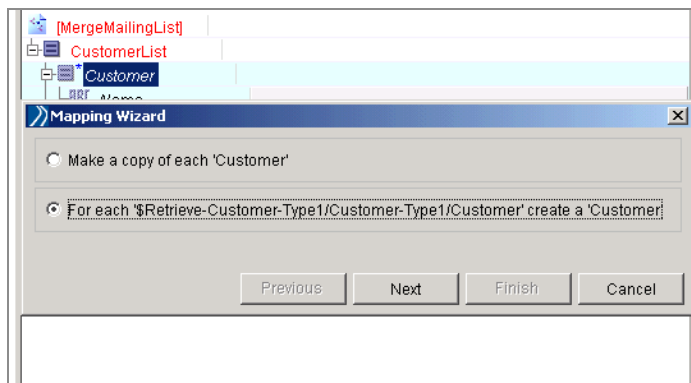 [MergeMailingList]
CustomerList
Customer
Name
Mapping Wizard
Make a copy of each 'Customer'
For each '$Retrieve-Customer-Type1/Customer-Type1/Customer' create a 'Customer'
Previous Next Finish Cancel